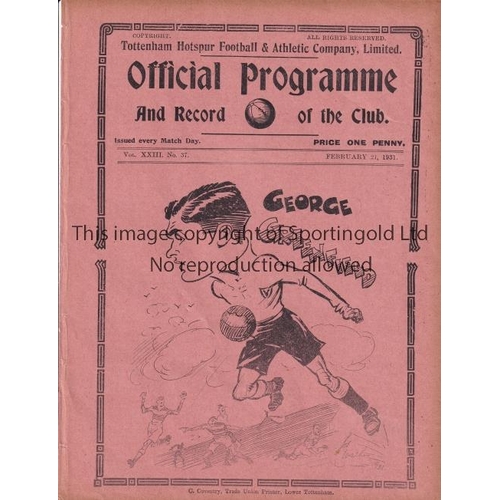 COPYRIGHT. ALL RIGHTS RESERVED.
Tottenham Hotspur Football & Athletic Company, Limited.
Official Programme
And Record of the Club.
Issued every Match Day. PRICE ONE PENNY.
VOL. XXIII. No. 37. FEBRUARY 21, 1931.
GEORGE
This image copyright of Sportingold Ltd
No reproduction allowed
C. Coventry, Trade Union Printer, Lower Tottenham.